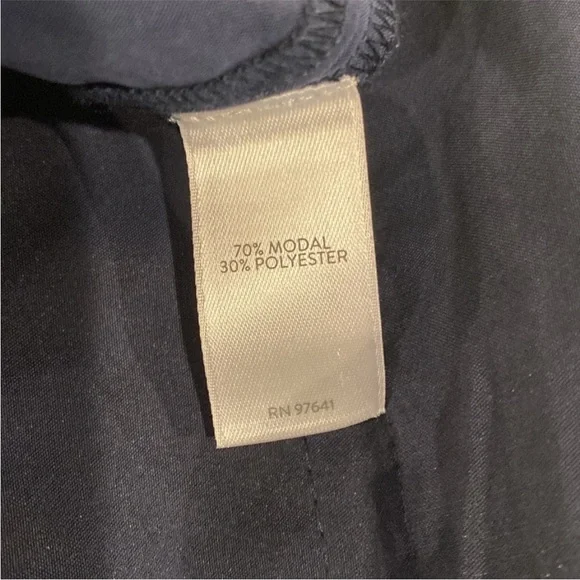 70% MODAL
30% POLYESTER
RN 97641